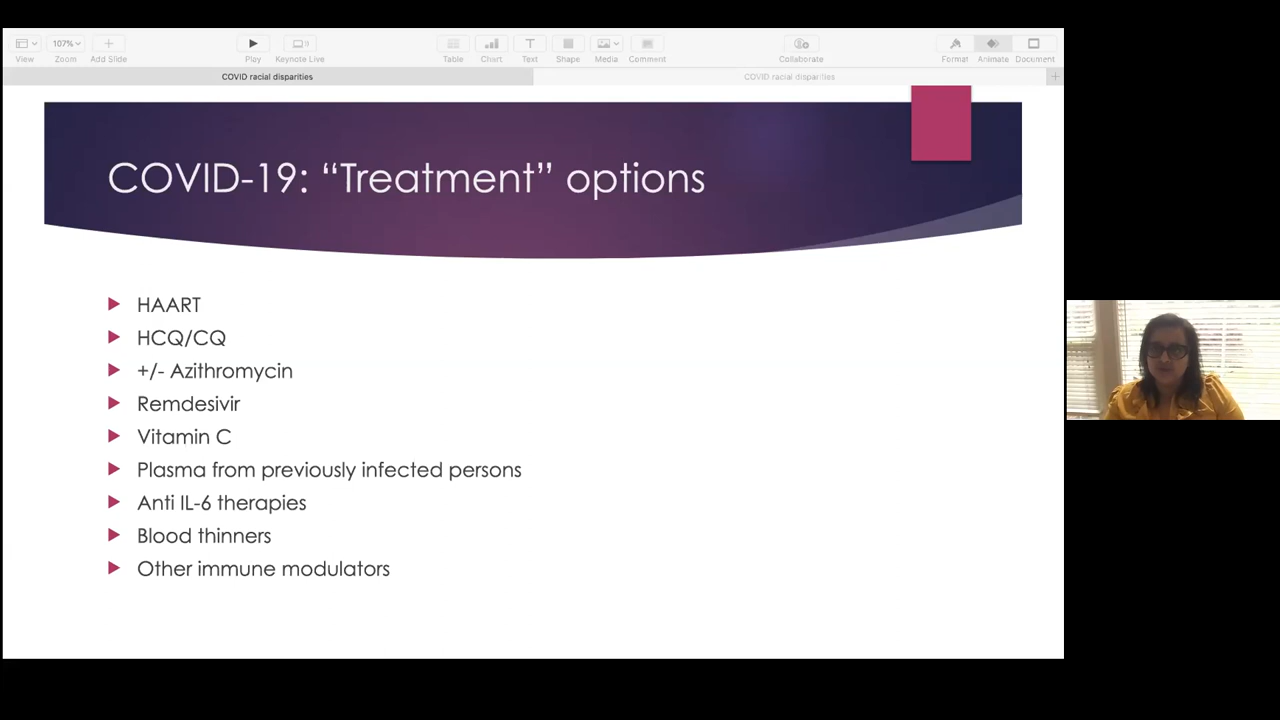 107%
View
Zoom
Add Slide
Play
Keynote Live
Table
Chart
Text
Shape
Media
Comment
Collaborate
Format
Animate
Document
COVID racial disparities
COVID racial disparities
COVID-19: “Treatment” options
HAART
HCQ/CQ
+/- Azithromycin
Remdesivir
Vitamin C
Plasma from previously infected persons
Anti IL-6 therapies
Blood thinners
Other immune modulators